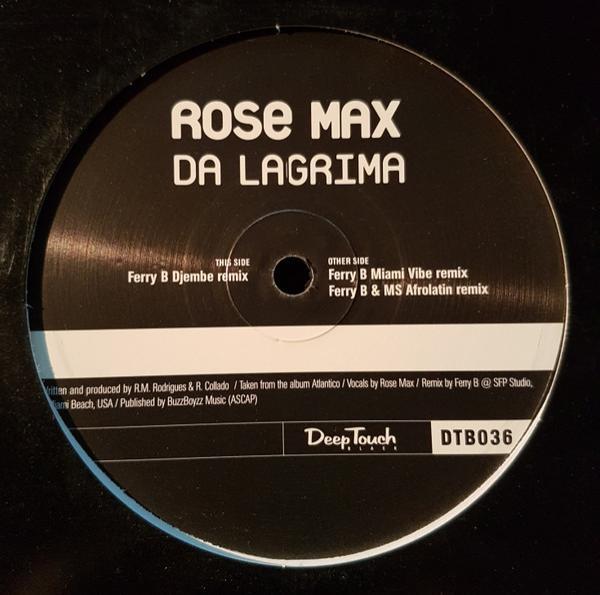 ROSE MAX
DA LAGRIMA
THIS SIDE
Ferry B Djembe remix
OTHER SIDE
Ferry B Miami Vibe remix
Ferry B & MS Afrolatin remix
and produced by R.M. Rodrigues & R. Collado / Taken from the album Atlantico / Vocals by Rose Max / Remix by Ferry B @ SFP Studio,
Beach, USA / Published by BuzzBoyzz Music (ASCAP)
Deep Touch
BLACK
DTB036